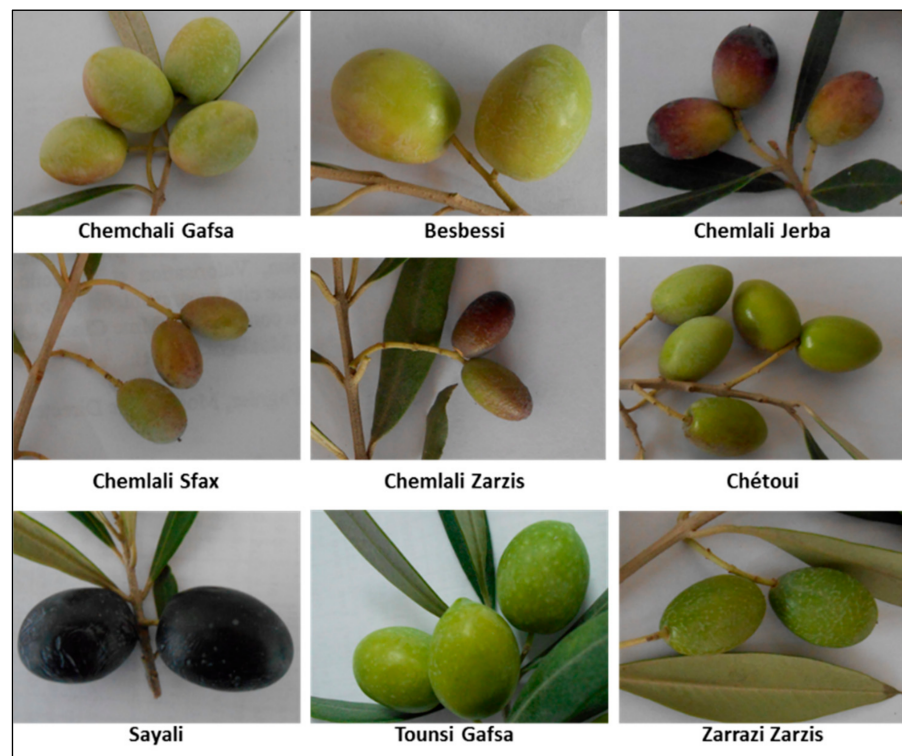 Chemchali Gafsa
Besbessi
Chemlali Jerba
Chemlali Sfax
Chemlali Zarzis
Chétoui
Sayali
Tounsi Gafsa
Zarrazi Zarzis